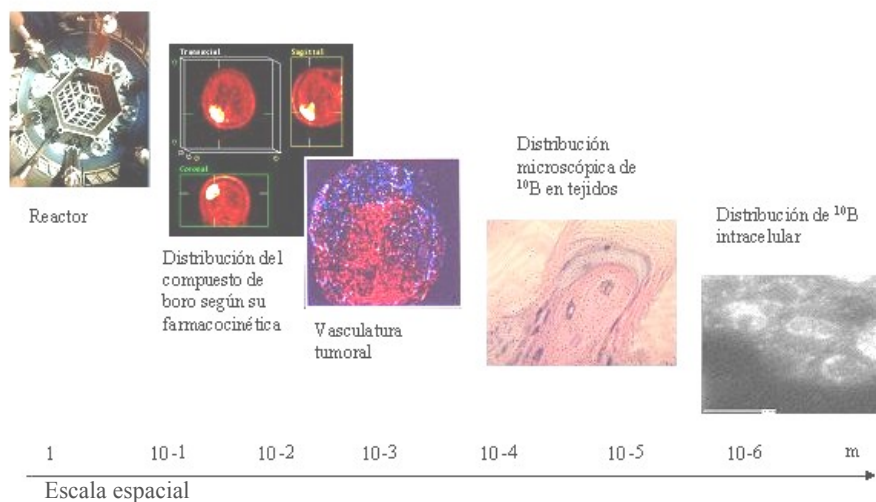 Transaxial
Sagittal
Coronal
Reactor
Distribución del
compuesto de
boro según su
farmacocinética
Vasculatura
tumoral
Distribución
microscópica de
¹⁰B en tejidos
Distribución de ¹⁰B
intracelular
1 10-1 10-2 10-3 10-4 10-5 10-6 m
Escala espacial